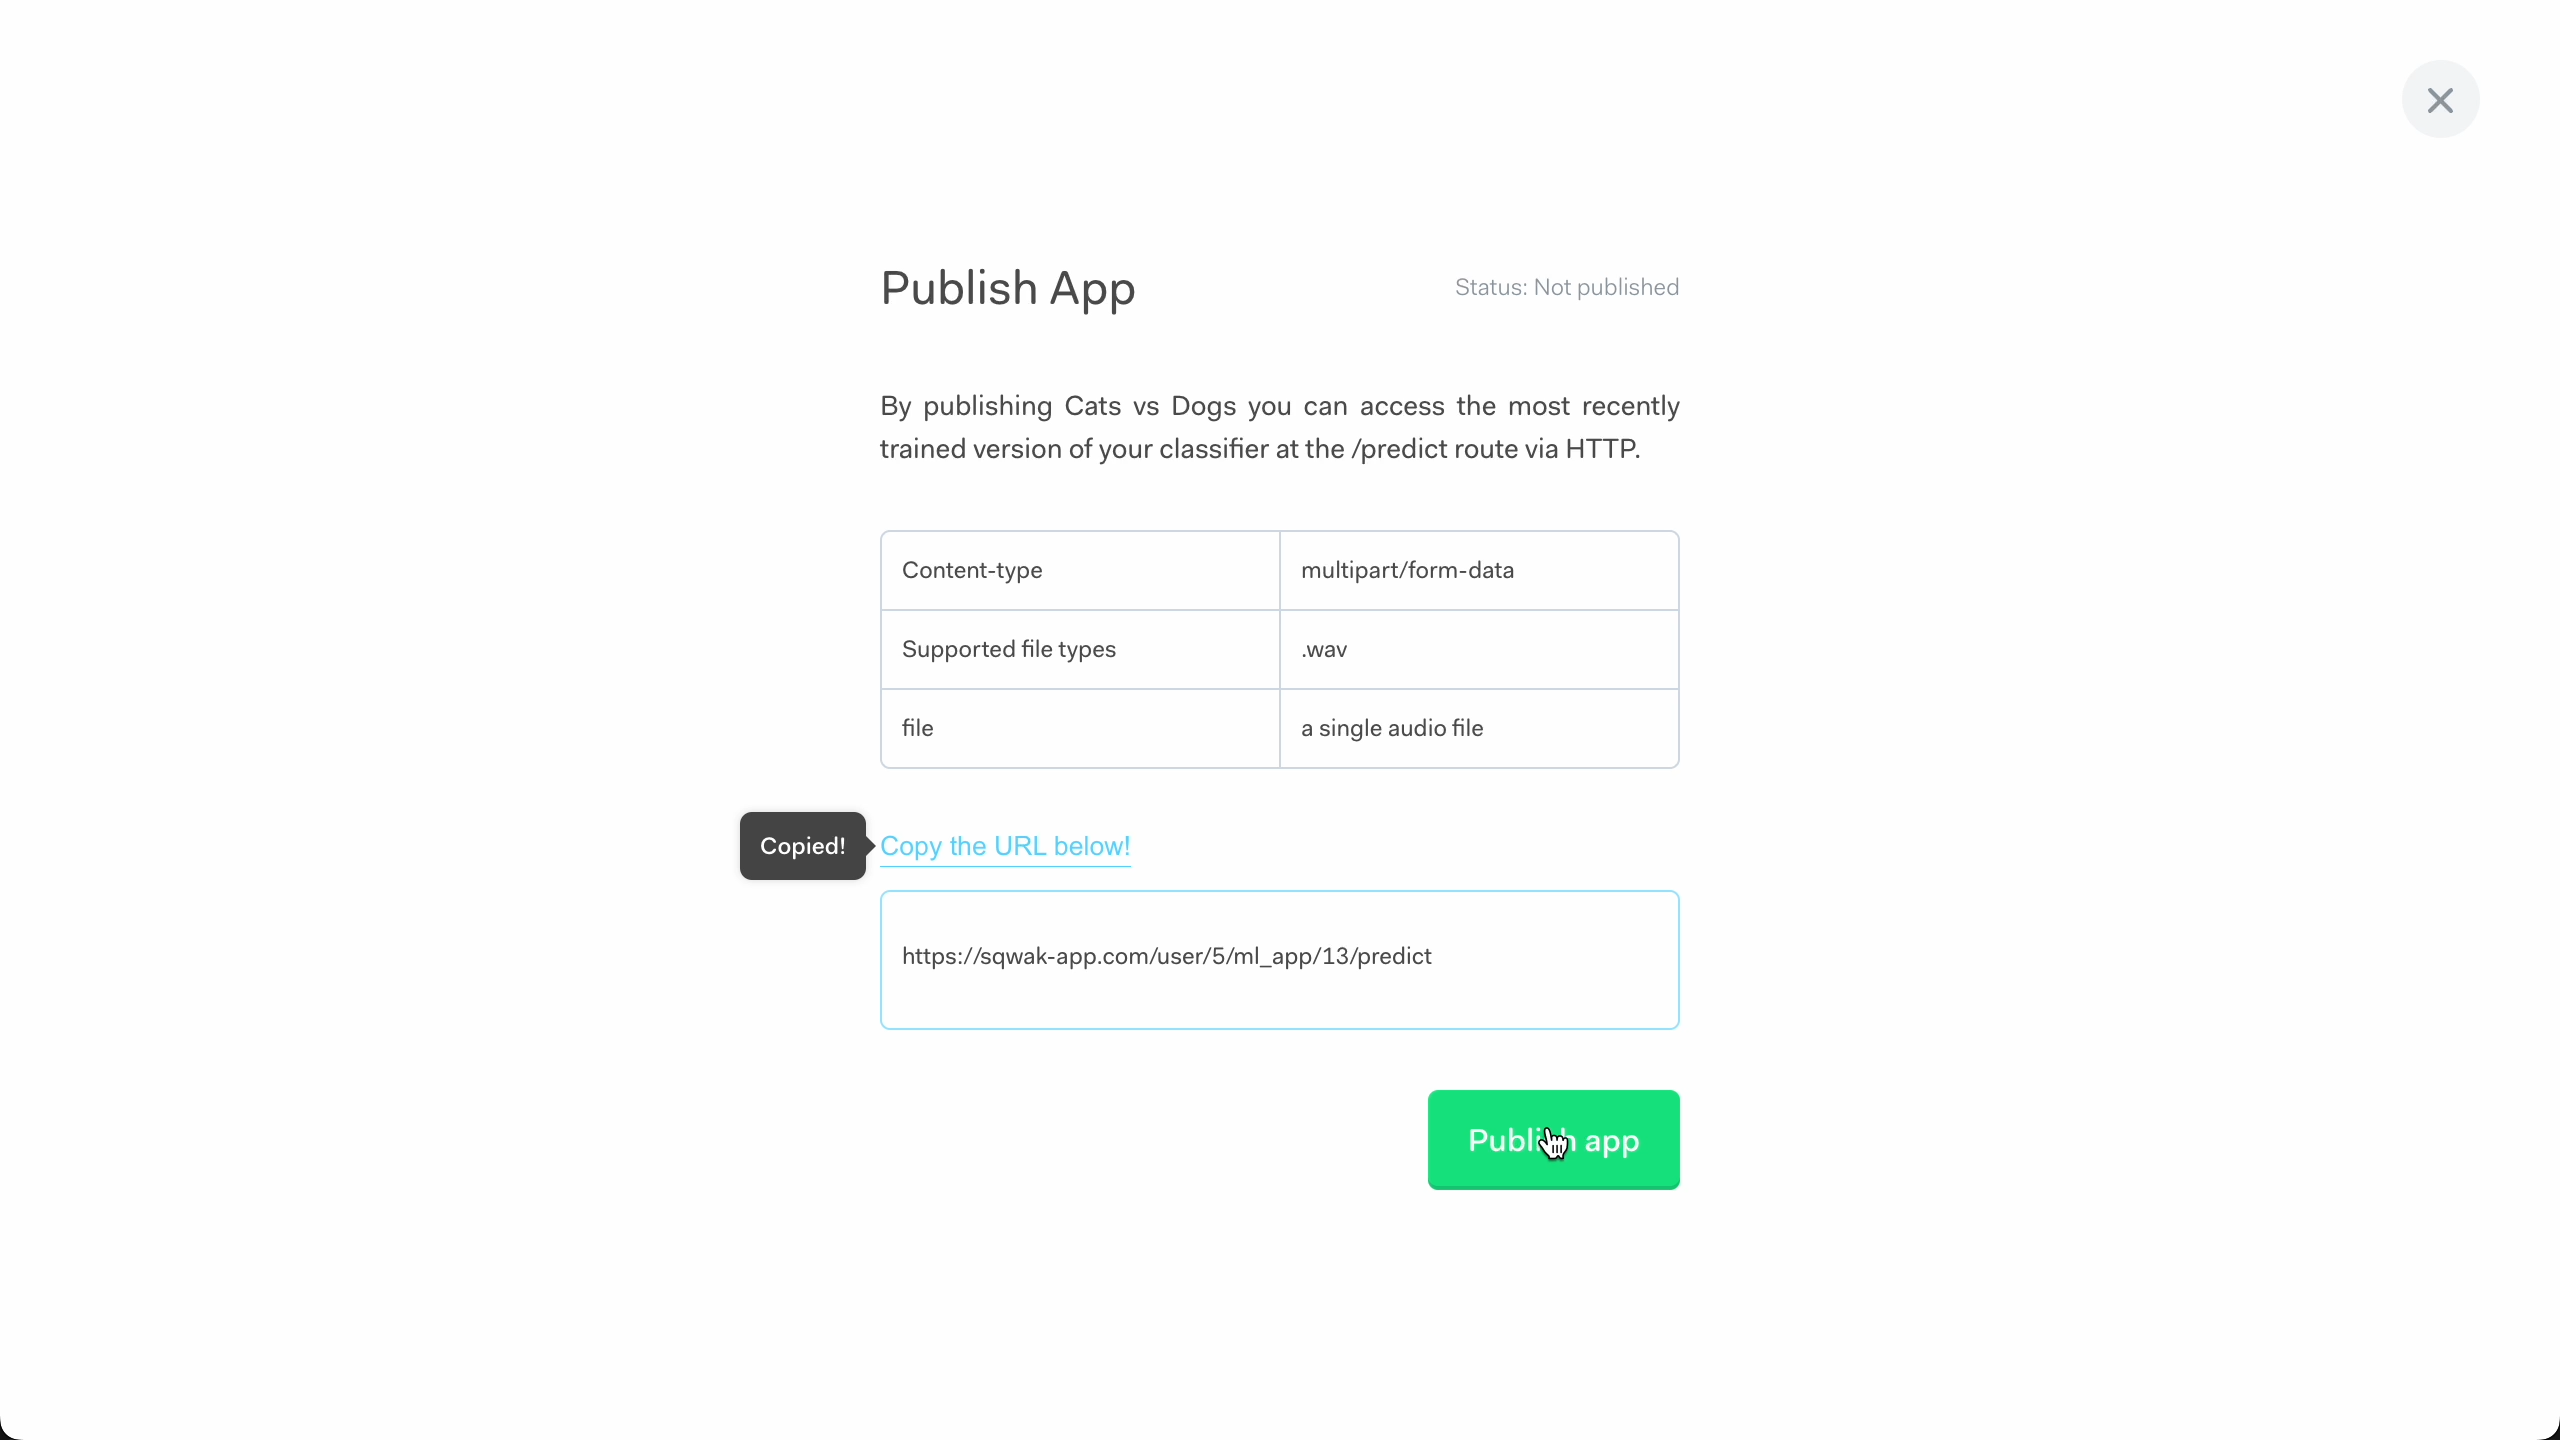 Publish App
Status: Not published
By publishing Cats vs Dogs you can access the most recently
trained version of your classifier at the /predict route via HTTP.
Content-type
multipart/form-data
Supported file types
.wav
file
a single audio file
Copied!
Copy the URL below!
https://sqwak-app.com/user/5/ml_app/13/predict
Publish app